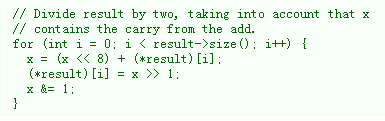 // Divide result by two, taking into account that x
// contains the carry from the add.
for (int i = 0; i < result->size(); i++) {
  x = (x << 8) + (*result)[i];
  (*result)[i] = x >> 1;
  x &= 1;
}